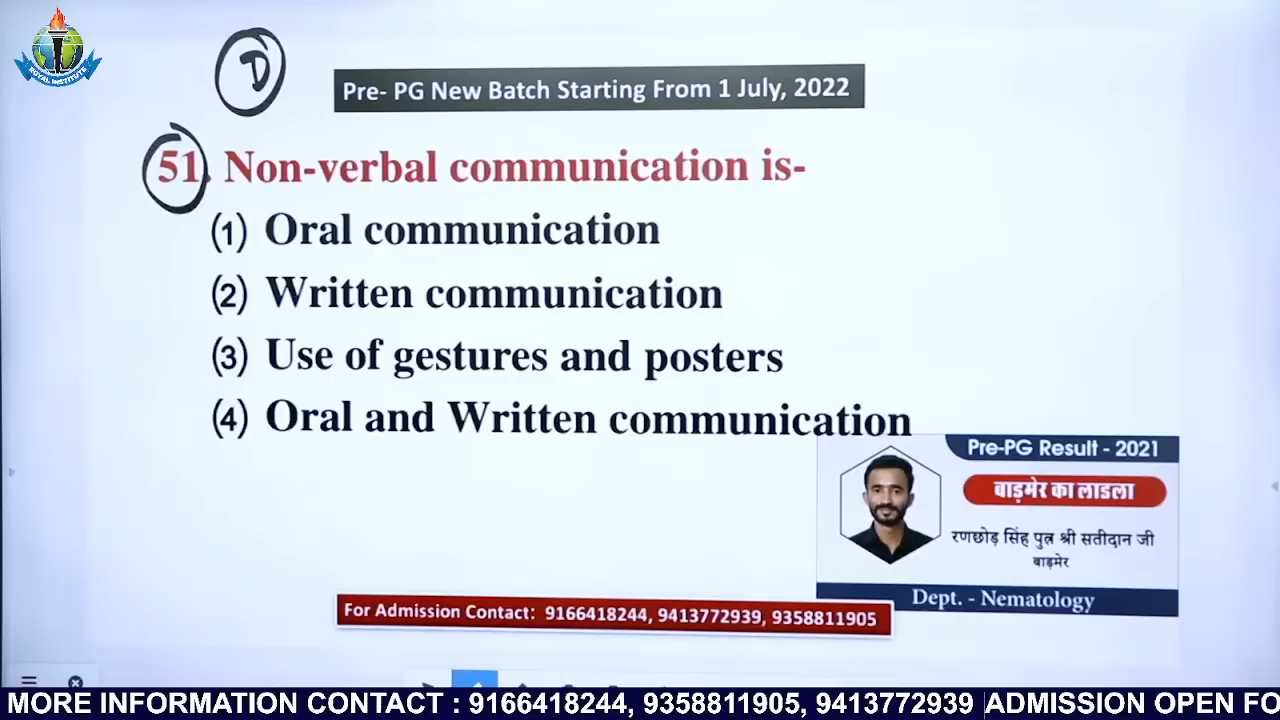 ROYAL INSTITUTE
D
Pre- PG New Batch Starting From 1 July, 2022
51. Non-verbal communication is-
(1) Oral communication
(2) Written communication
(3) Use of gestures and posters
(4) Oral and Written communication
Pre-PG Result - 2021
बाड़मेर का लाडला
रणछोड़ सिंह पुत्र श्री सतीदान जी
बाड़मेर
Dept. - Nematology
For Admission Contact: 9166418244, 9413772939, 9358811905
MORE INFORMATION CONTACT : 9166418244, 9358811905, 9413772939 ADMISSION OPEN FO